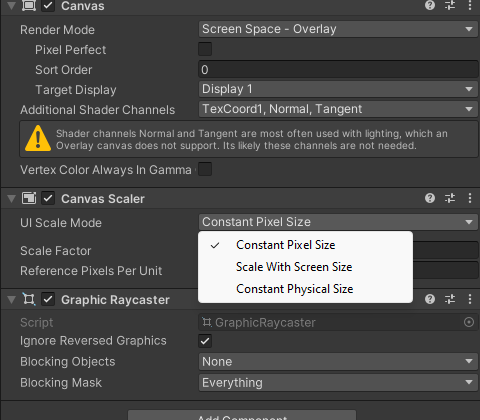 Canvas
Render Mode Screen Space - Overlay
Pixel Perfect
Sort Order 0
Target Display Display 1
Additional Shader Channels TexCoord1, Normal, Tangent
Shader channels Normal and Tangent are most often used with lighting, which an
Overlay canvas does not support. Its likely these channels are not needed.
Vertex Color Always In Gamma
Canvas Scaler
UI Scale Mode Constant Pixel Size
✓ Constant Pixel Size
Scale Factor
Scale With Screen Size
Reference Pixels Per Unit
Constant Physical Size
Graphic Raycaster
Script GraphicRaycaster
Ignore Reversed Graphics
Blocking Objects None
Blocking Mask Everything
Add Component